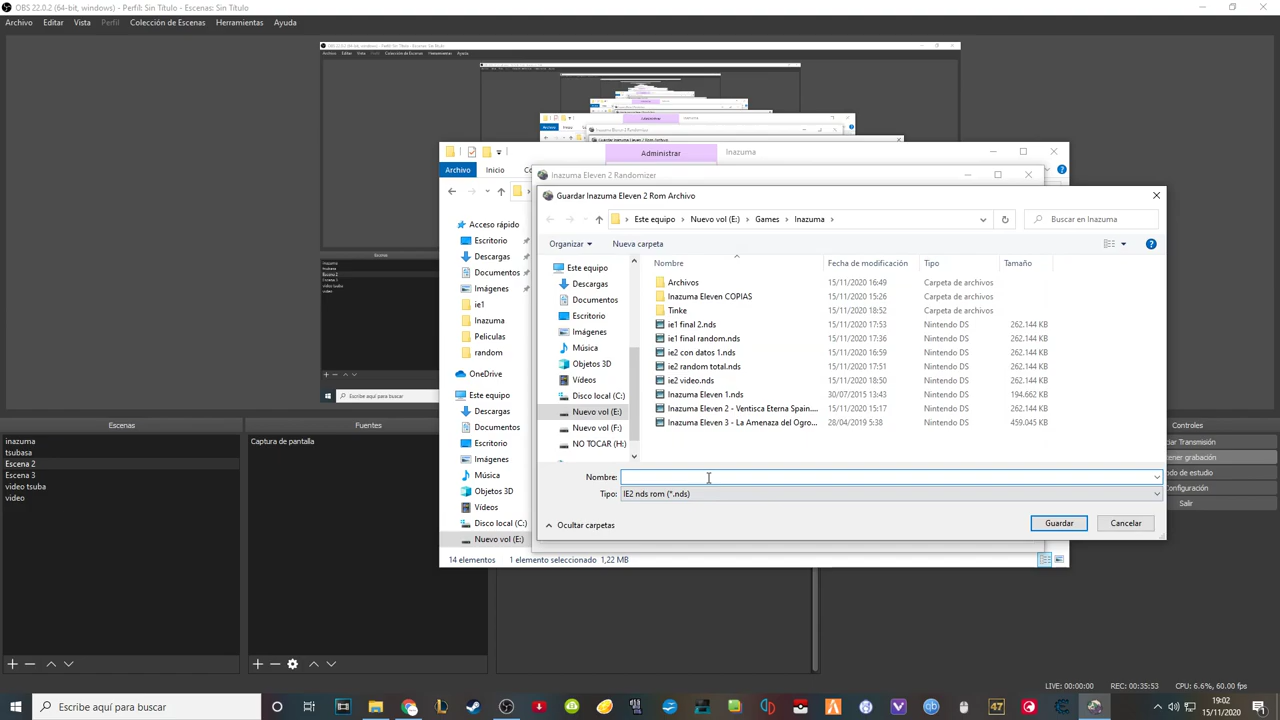 OBS 22.0.2 (64-bit, windows) - Perfil: Sin Título - Escenas: Sin Título
Archivo Editar Vista Perfil Colección de Escenas Herramientas Ayuda
Administrar Inazuma
Archivo Inicio
Inazuma Eleven 2 Randomizer
Guardar Inazuma Eleven 2 Rom Archivo
Este equipo > Nuevo vol (E:) > Games > Inazuma >
Buscar en Inazuma
Organizar Nueva carpeta
Acceso rápido
Escritorio
Descargas
Documentos
Imágenes
ie1
Inazuma
Peliculas
random
OneDrive
Este equipo
Descargas
Documentos
Escritorio
Imágenes
Música
Objetos 3D
Vídeos
Disco local (C:)
Nuevo vol (E:)
Este equipo
Descargas
Documentos
Escritorio
Imágenes
Música
Objetos 3D
Vídeos
Disco local (C:)
Nuevo vol (E:)
Nuevo vol (F:)
NO TOCAR (H:)
Nombre Fecha de modificación Tipo Tamaño
Archivos 15/11/2020 16:49 Carpeta de archivos
Inazuma Eleven COPIAS 15/11/2020 15:26 Carpeta de archivos
Tinke 15/11/2020 18:52 Carpeta de archivos
ie1 final 2.nds 15/11/2020 17:53 Nintendo DS 262.144 KB
ie1 final random.nds 15/11/2020 17:36 Nintendo DS 262.144 KB
ie2 con datos 1.nds 15/11/2020 16:59 Nintendo DS 262.144 KB
ie2 random total.nds 15/11/2020 17:51 Nintendo DS 262.144 KB
ie2 video.nds 15/11/2020 18:50 Nintendo DS 262.144 KB
Inazuma Eleven 1.nds 30/07/2015 13:43 Nintendo DS 194.662 KB
Inazuma Eleven 2 - Ventisca Eterna Spain.... 15/11/2020 15:17 Nintendo DS 262.144 KB
Inazuma Eleven 3 - La Amenaza del Ogro... 28/04/2019 5:38 Nintendo DS 459.045 KB
Nombre:
Tipo: IE2 nds rom (*.nds)
Ocultar carpetas
Guardar Cancelar
14 elementos 1 elemento seleccionado 1,22 MB
Escenas
inazuma
tsubasa
Escena 2
Escena 3
video tsuba
video
Fuentes
Captura de pantalla
Controles
iar Transmisión
tener grabación
do de estudio
onfiguración
Salir
LIVE: 00:00:00 REC: 00:35:53 CPU: 6.6%, 60.00 fps
Escribe aquí para buscar
Escribe aquí para buscar
47
19:02
15/11/2020